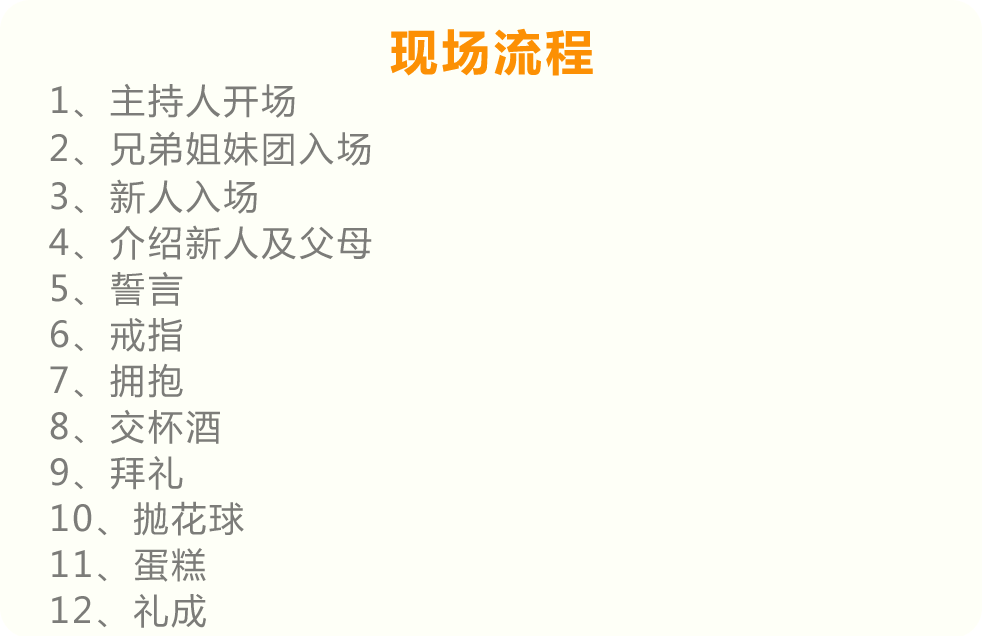 现场流程
1、主持人开场
2、兄弟姐妹团入场
3、新人入场
4、介绍新人及父母
5、誓言
6、戒指
7、拥抱
8、交杯酒
9、拜礼
10、抛花球
11、蛋糕
12、礼成